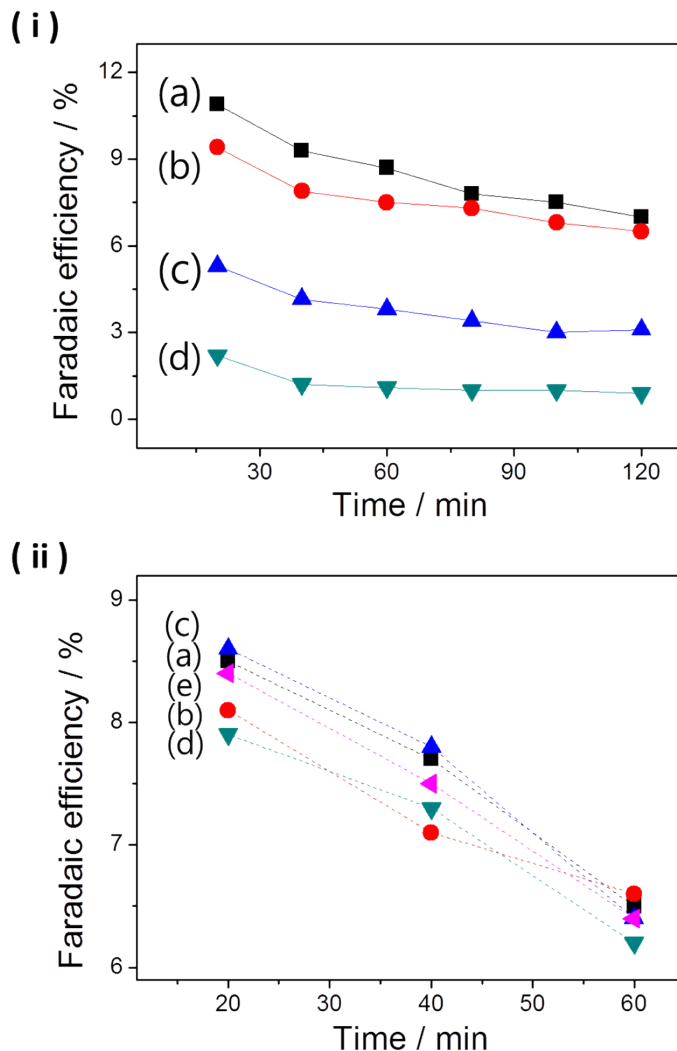 ( i )
12
9
6
3
0
Faradaic efficiency / %
(a)
(b)
(c)
(d)
30 60 90 120
Time / min
( ii )
9
8
7
6
Faradaic efficiency / %
(c)
(a)
(e)
(b)
(d)
20 30 40 50 60
Time / min